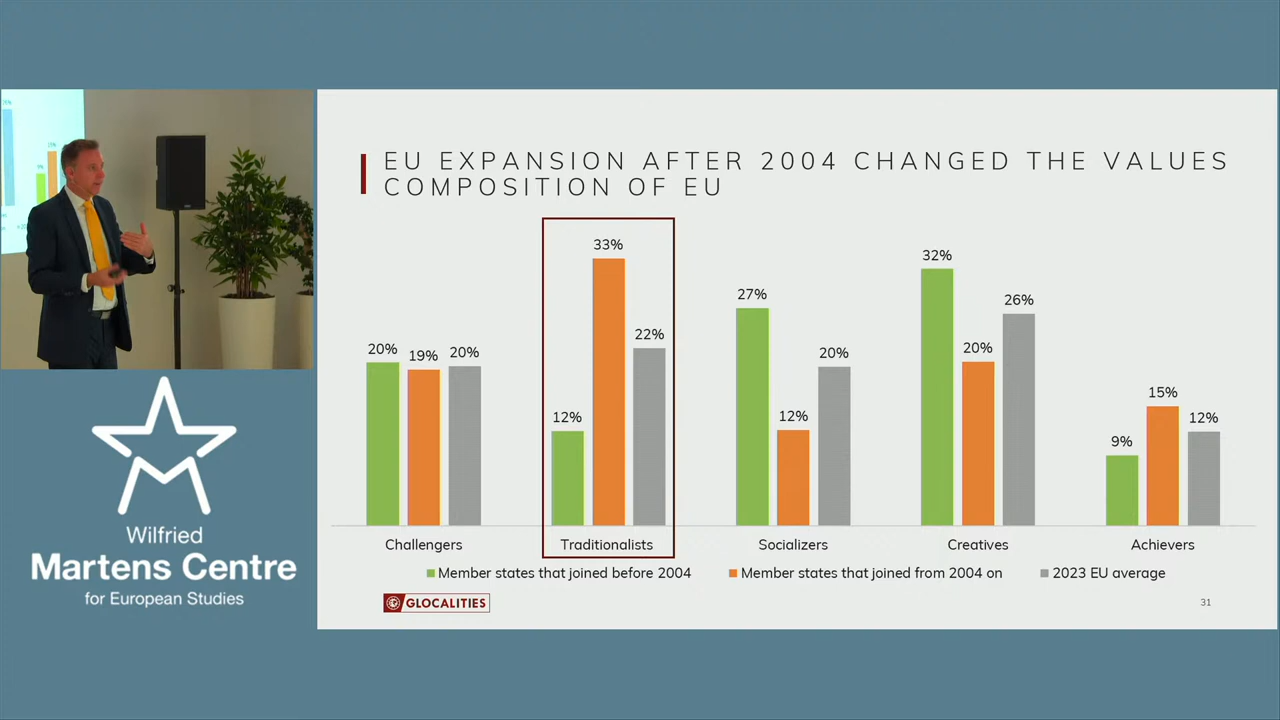 EU EXPANSION AFTER 2004 CHANGED THE VALUES
COMPOSITION OF EU
20% 19% 20%
12% 33% 22%
27% 12% 20%
32% 20% 26%
9% 15% 12%
Challengers Traditionalists Socializers Creatives Achievers
Member states that joined before 2004 Member states that joined from 2004 on 2023 EU average
GLOCALITIES
31
Wilfried
Martens Centre
for European Studies